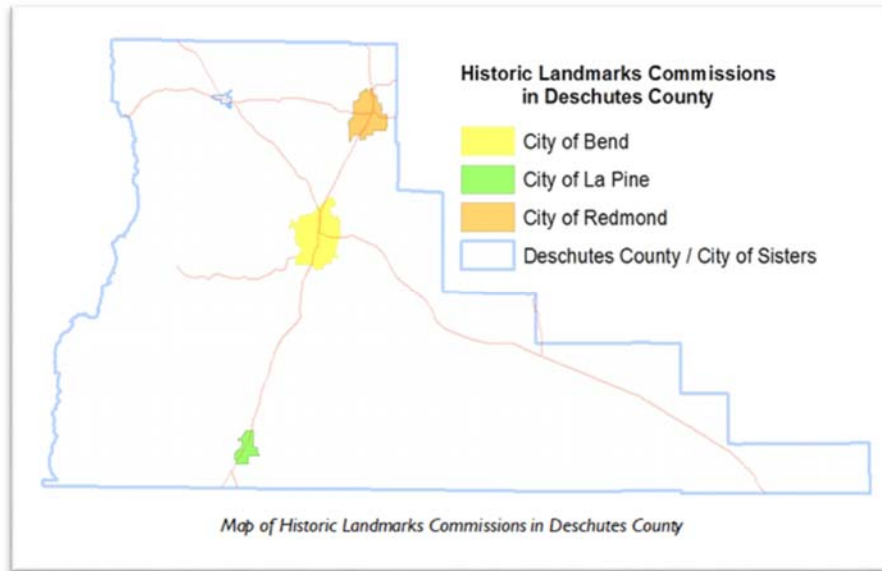 Historic Landmarks Commissions
in Deschutes County
City of Bend
City of La Pine
City of Redmond
Deschutes County / City of Sisters
Map of Historic Landmarks Commissions in Deschutes County